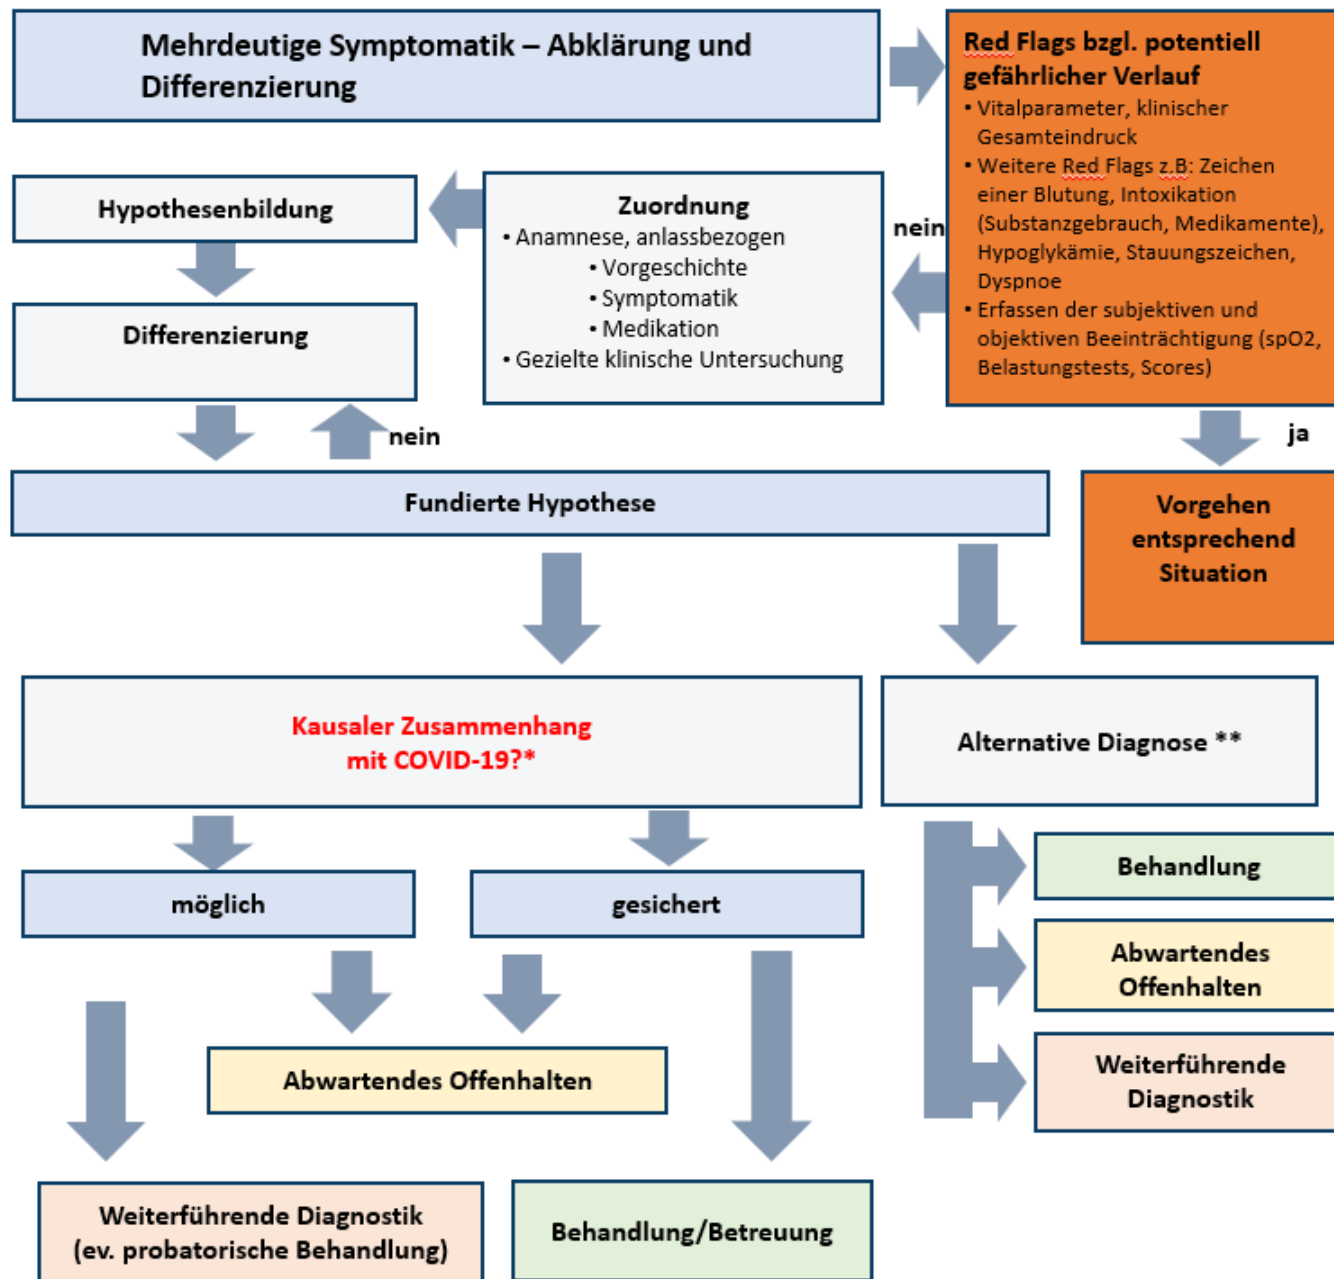 Mehrdeutige Symptomatik – Abklärung und
Differenzierung
Red Flags bzgl. potentiell
gefährlicher Verlauf
• Vitalparameter, klinischer
Gesamteindruck
• Weitere Red Flags z.B: Zeichen
einer Blutung, Intoxikation
(Substanzgebrauch, Medikamente),
Hypoglykämie, Stauungszeichen,
Dyspnoe
• Erfassen der subjektiven und
objektiven Beeinträchtigung (spO2,
Belastungstests, Scores)
nein
Zuordnung
• Anamnese, anlassbezogen
• Vorgeschichte
• Symptomatik
• Medikation
• Gezielte klinische Untersuchung
Hypothesenbildung
Differenzierung
nein
ja
Fundierte Hypothese
Vorgehen
entsprechend
Situation
Kausaler Zusammenhang
mit COVID-19?*
Alternative Diagnose **
möglich
gesichert
Behandlung
Abwartendes
Offenhalten
Weiterführende
Diagnostik
Abwartendes Offenhalten
Weiterführende Diagnostik
(ev. probatorische Behandlung)
Behandlung/Betreuung